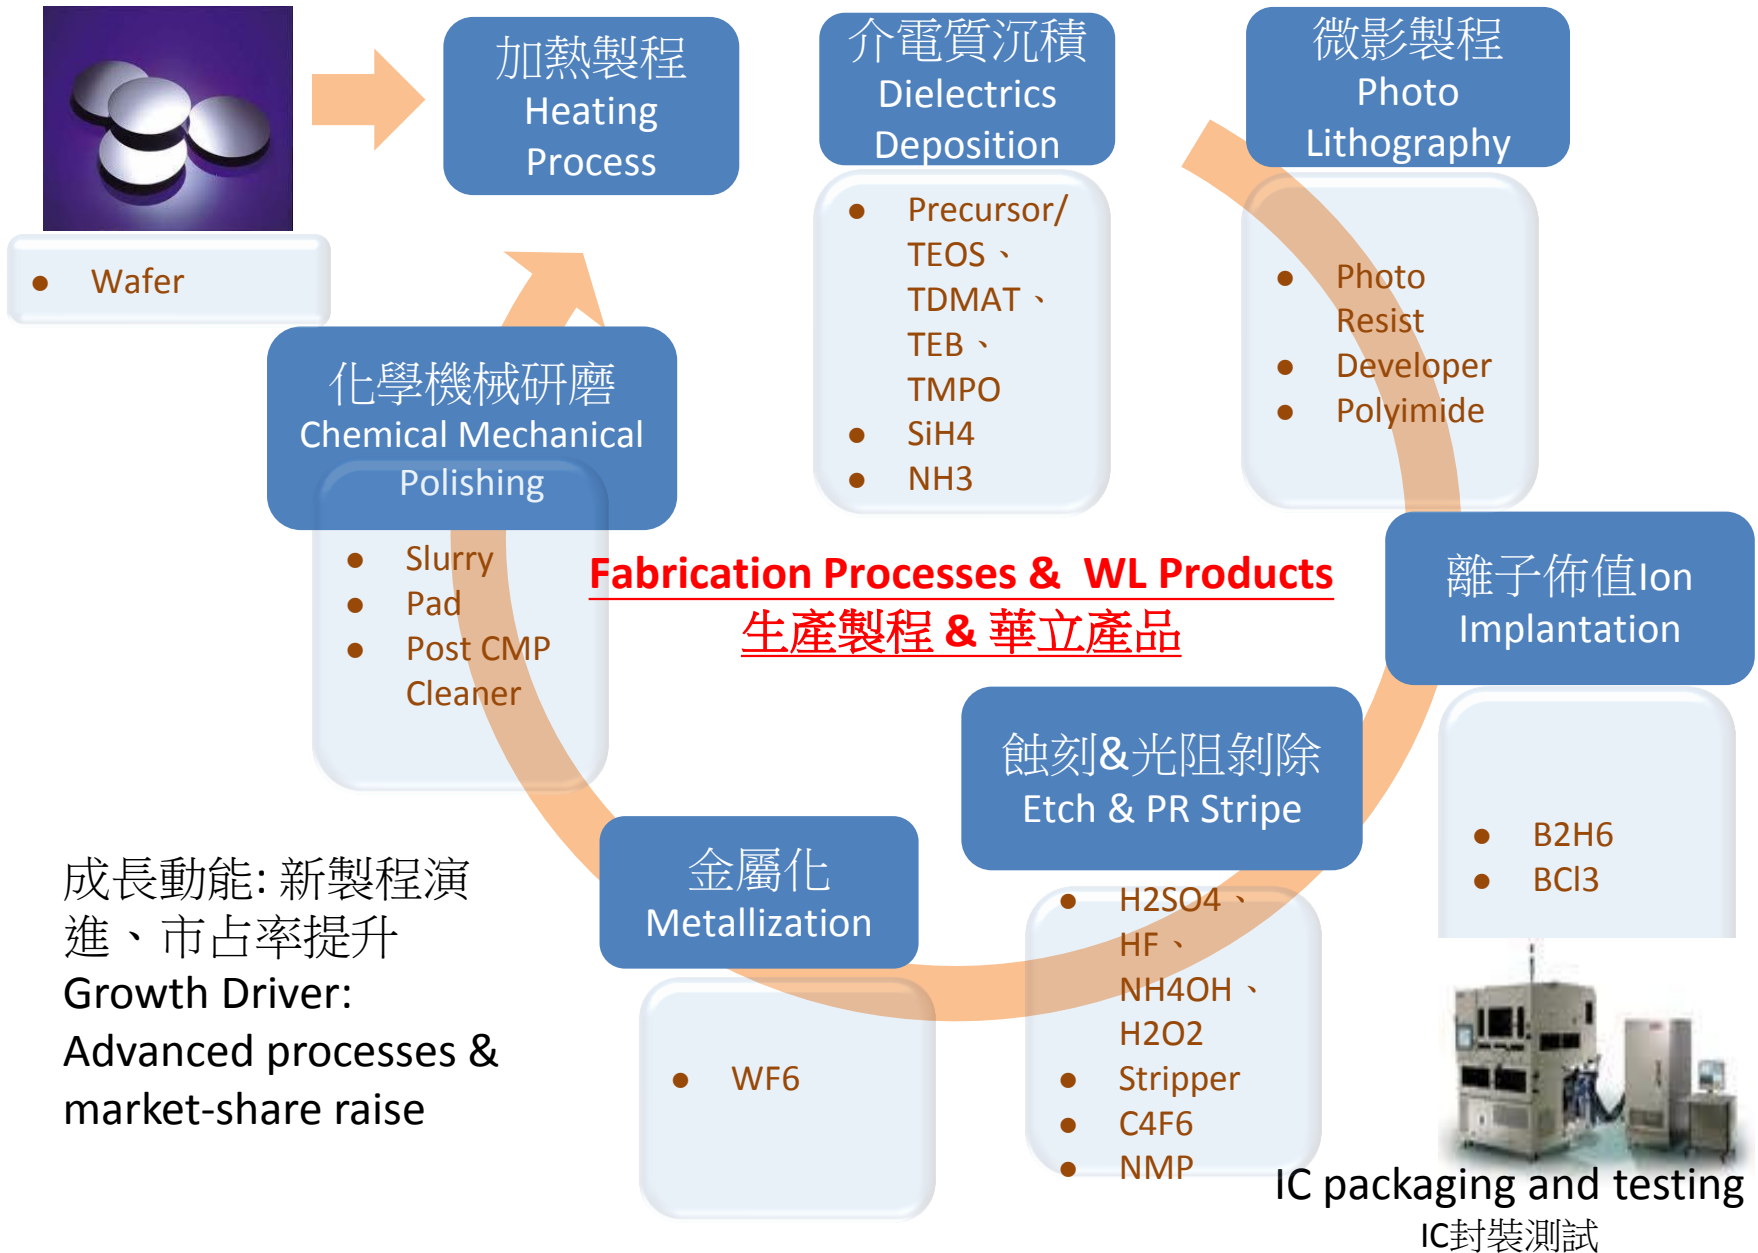 加熱製程
Heating
Process
介電質沉積
Dielectrics
Deposition
微影製程
Photo
Lithography
● Wafer
● Precursor/
TEOS、
TDMAT、
TEB、
TMPO
● SiH4
● NH3
● Photo
Resist
● Developer
● Polyimide
化學機械研磨
Chemical Mechanical
Polishing
● Slurry
● Pad
● Post CMP
Cleaner
Fabrication Processes & WL Products
生產製程 & 華立產品
離子佈值Ion
Implantation
● B2H6
● BCl3
蝕刻&光阻剝除
Etch & PR Stripe
● H2SO4、
HF、
NH4OH、
H2O2
● Stripper
● C4F6
● NMP
金屬化
Metallization
● WF6
成長動能: 新製程演
進、市占率提升
Growth Driver:
Advanced processes &
market-share raise
IC packaging and testing
IC封裝測試